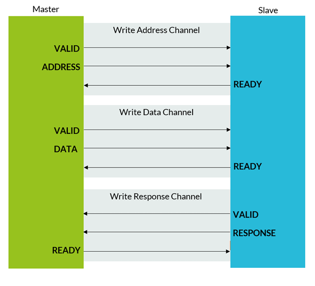 Master
Slave
Write Address Channel
VALID
ADDRESS
READY
Write Data Channel
VALID
DATA
READY
Write Response Channel
VALID
RESPONSE
READY